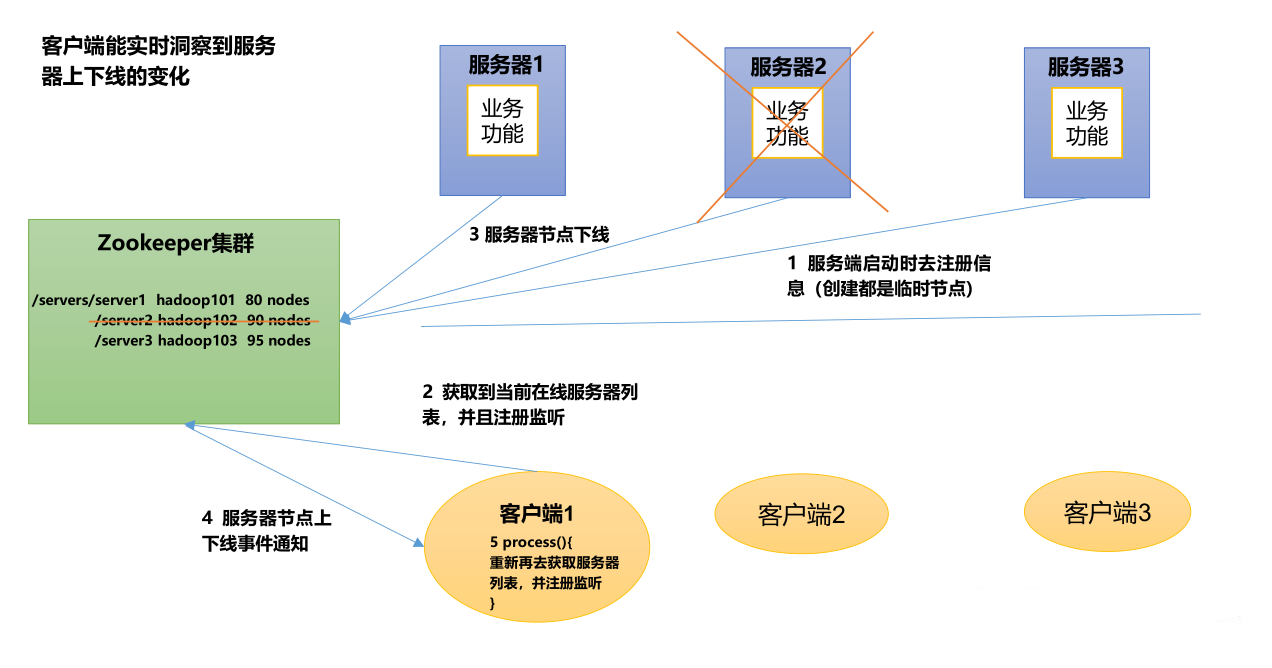 客户端能实时洞察到服务
器上下线的变化
服务器1
业务
功能
服务器2
业务
功能
服务器3
业务
功能
3 服务器节点下线
1 服务端启动时去注册信
息（创建都是临时节点）
Zookeeper集群
/servers/server1 hadoop101 80 nodes
/server2 hadoop102 90 nodes
/server3 hadoop103 95 nodes
2 获取到当前在线服务器列
表，并且注册监听
4 服务器节点上
下线事件通知
客户端1
5 process(){
重新再去获取服务器
列表，并注册监听
}
客户端2
客户端3